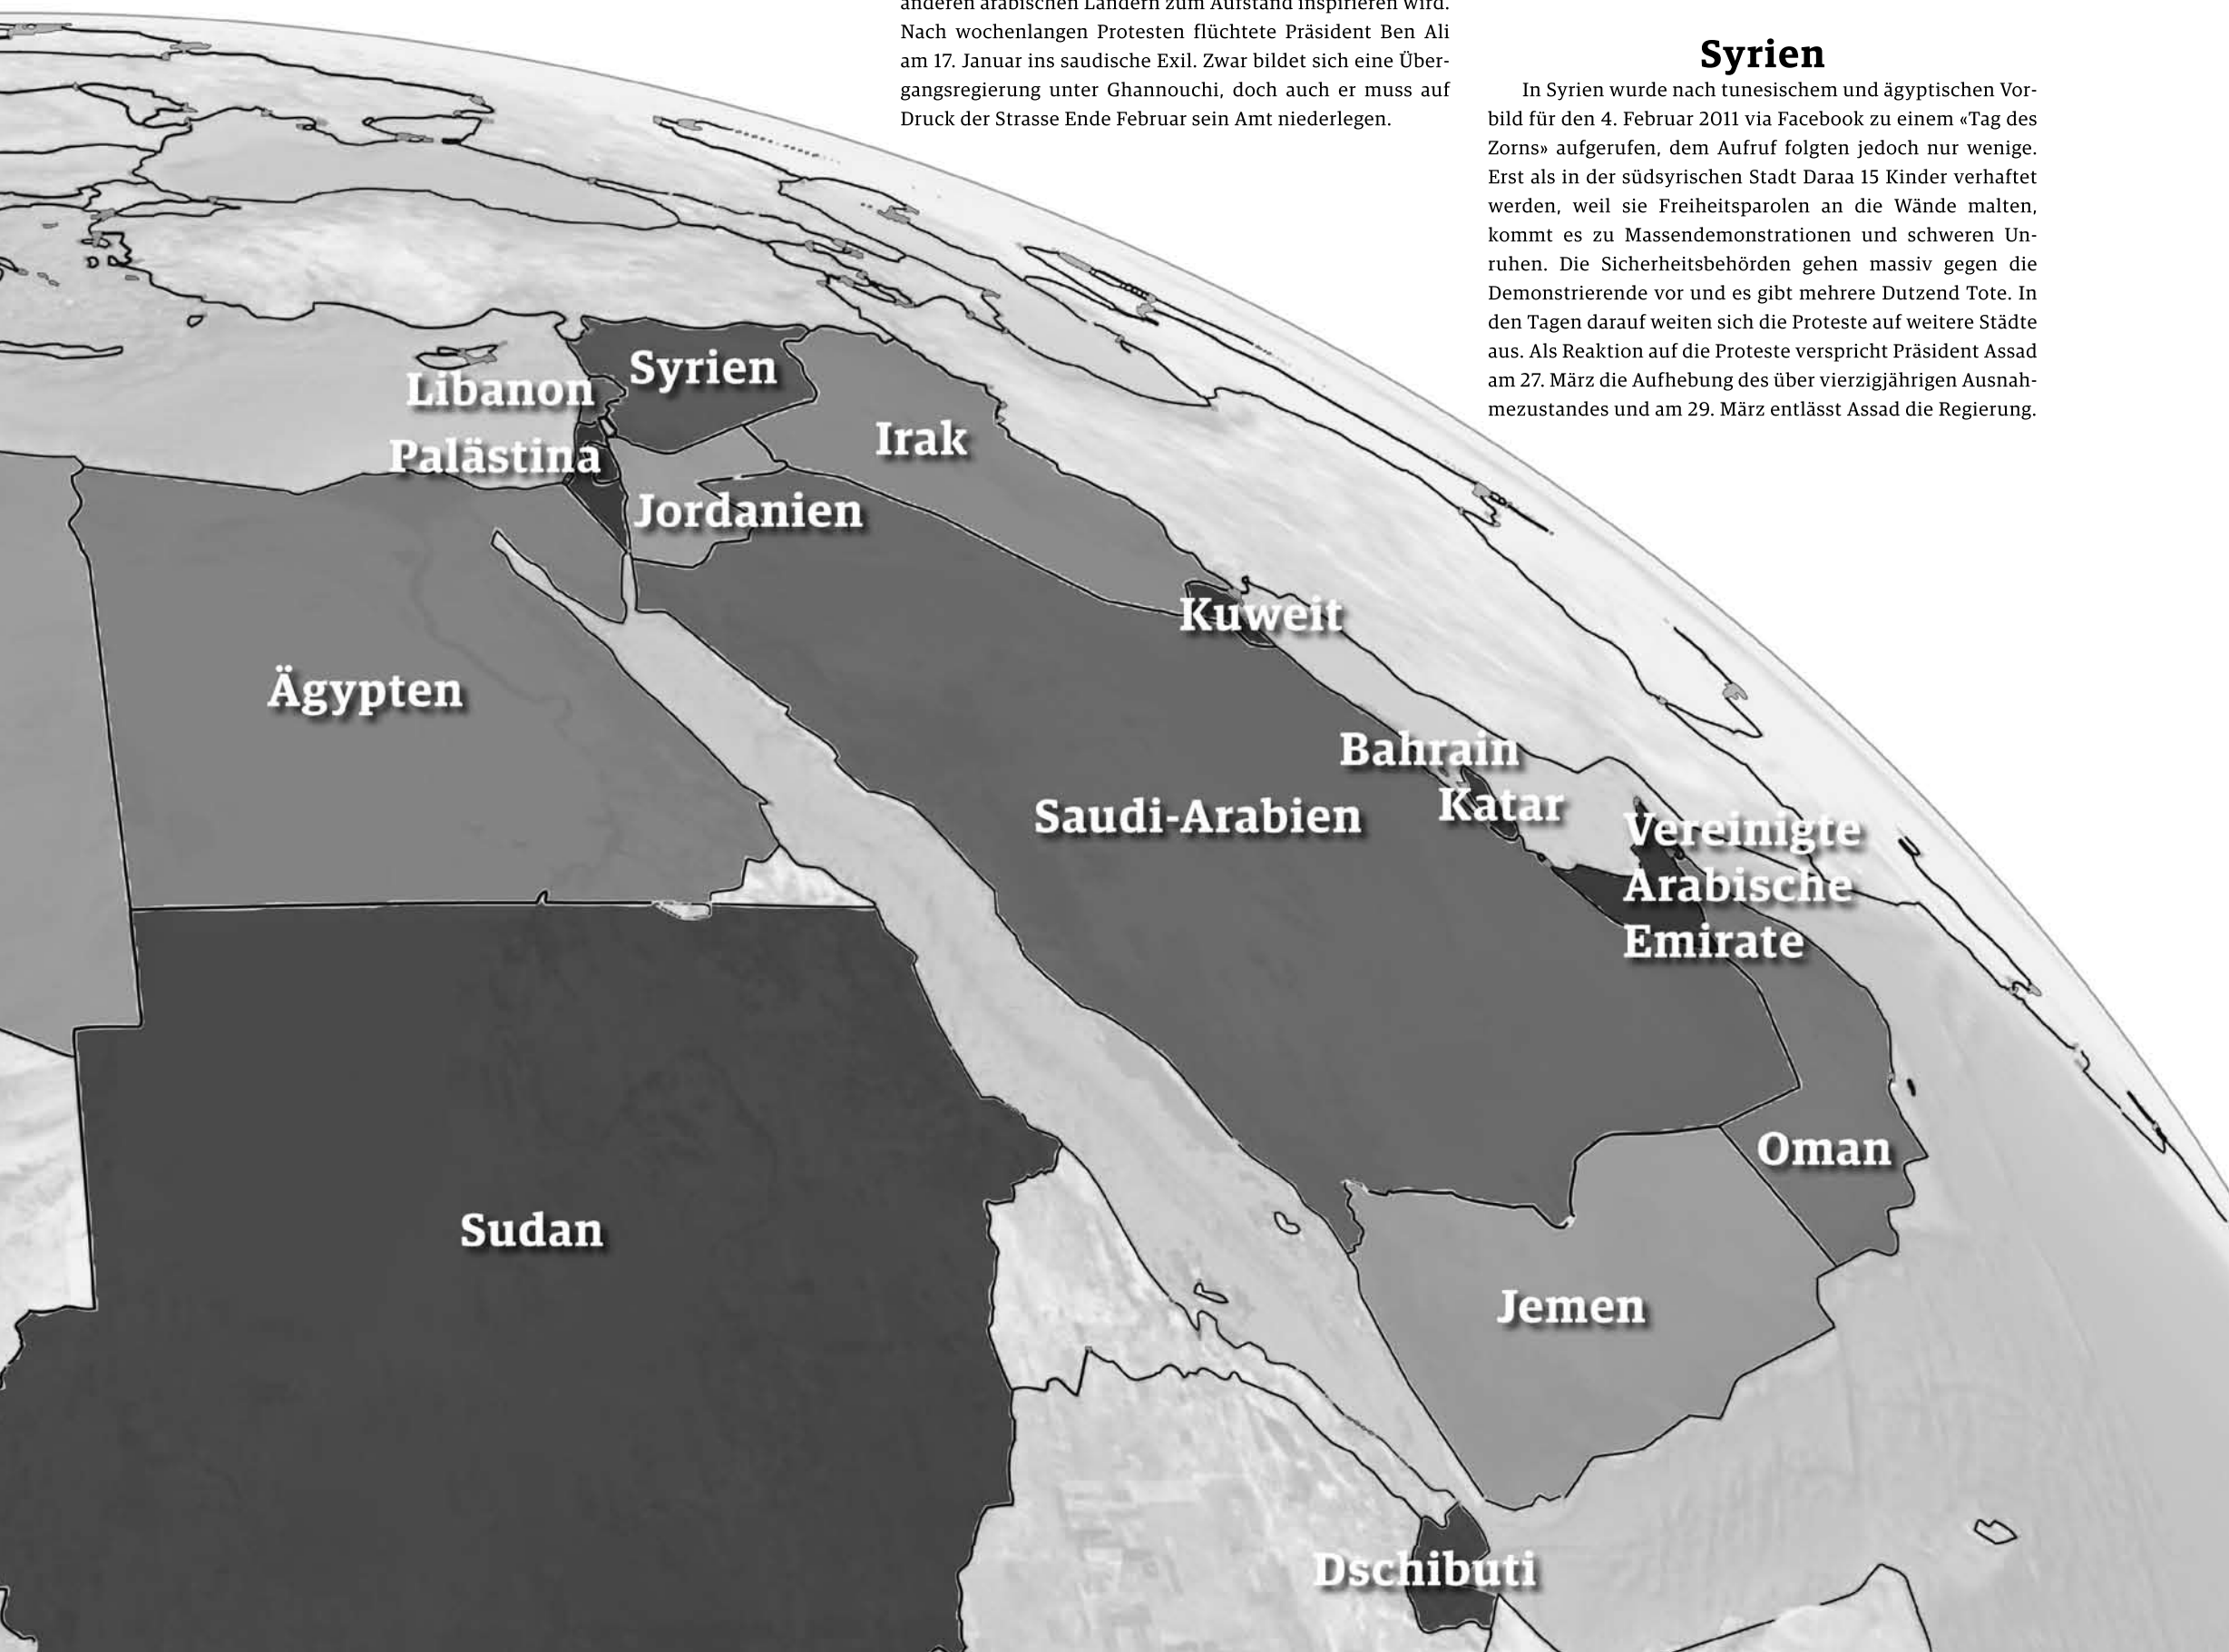 anderen arabischen Ländern zum Aufstand inspirieren wird.
Nach wochenlangen Protesten flüchtete Präsident Ben Ali
am 17. Januar ins saudische Exil. Zwar bildet sich eine Über-
gangsregierung unter Ghannouchi, doch auch er muss auf
Druck der Strasse Ende Februar sein Amt niederlegen.
Syrien
In Syrien wurde nach tunesischem und ägyptischen Vor-
bild für den 4. Februar 2011 via Facebook zu einem «Tag des
Zorns» aufgerufen, dem Aufruf folgten jedoch nur wenige.
Erst als in der südsyrischen Stadt Daraa 15 Kinder verhaftet
werden, weil sie Freiheitsparolen an die Wände malten,
kommt es zu Massendemonstrationen und schweren Un-
ruhen. Die Sicherheitsbehörden gehen massiv gegen die
Demonstrierende vor und es gibt mehrere Dutzend Tote. In
den Tagen darauf weiten sich die Proteste auf weitere Städte
aus. Als Reaktion auf die Proteste verspricht Präsident Assad
am 27. März die Aufhebung des über vierzigjährigen Ausnah-
mezustandes und am 29. März entlässt Assad die Regierung.
Syrien
Libanon
Irak
Palästina
Jordanien
Kuweit
Ägypten
Bahrain
Katar
Saudi-Arabien
Vereinigte
Arabische
Emirate
Oman
Sudan
Jemen
Dschibuti